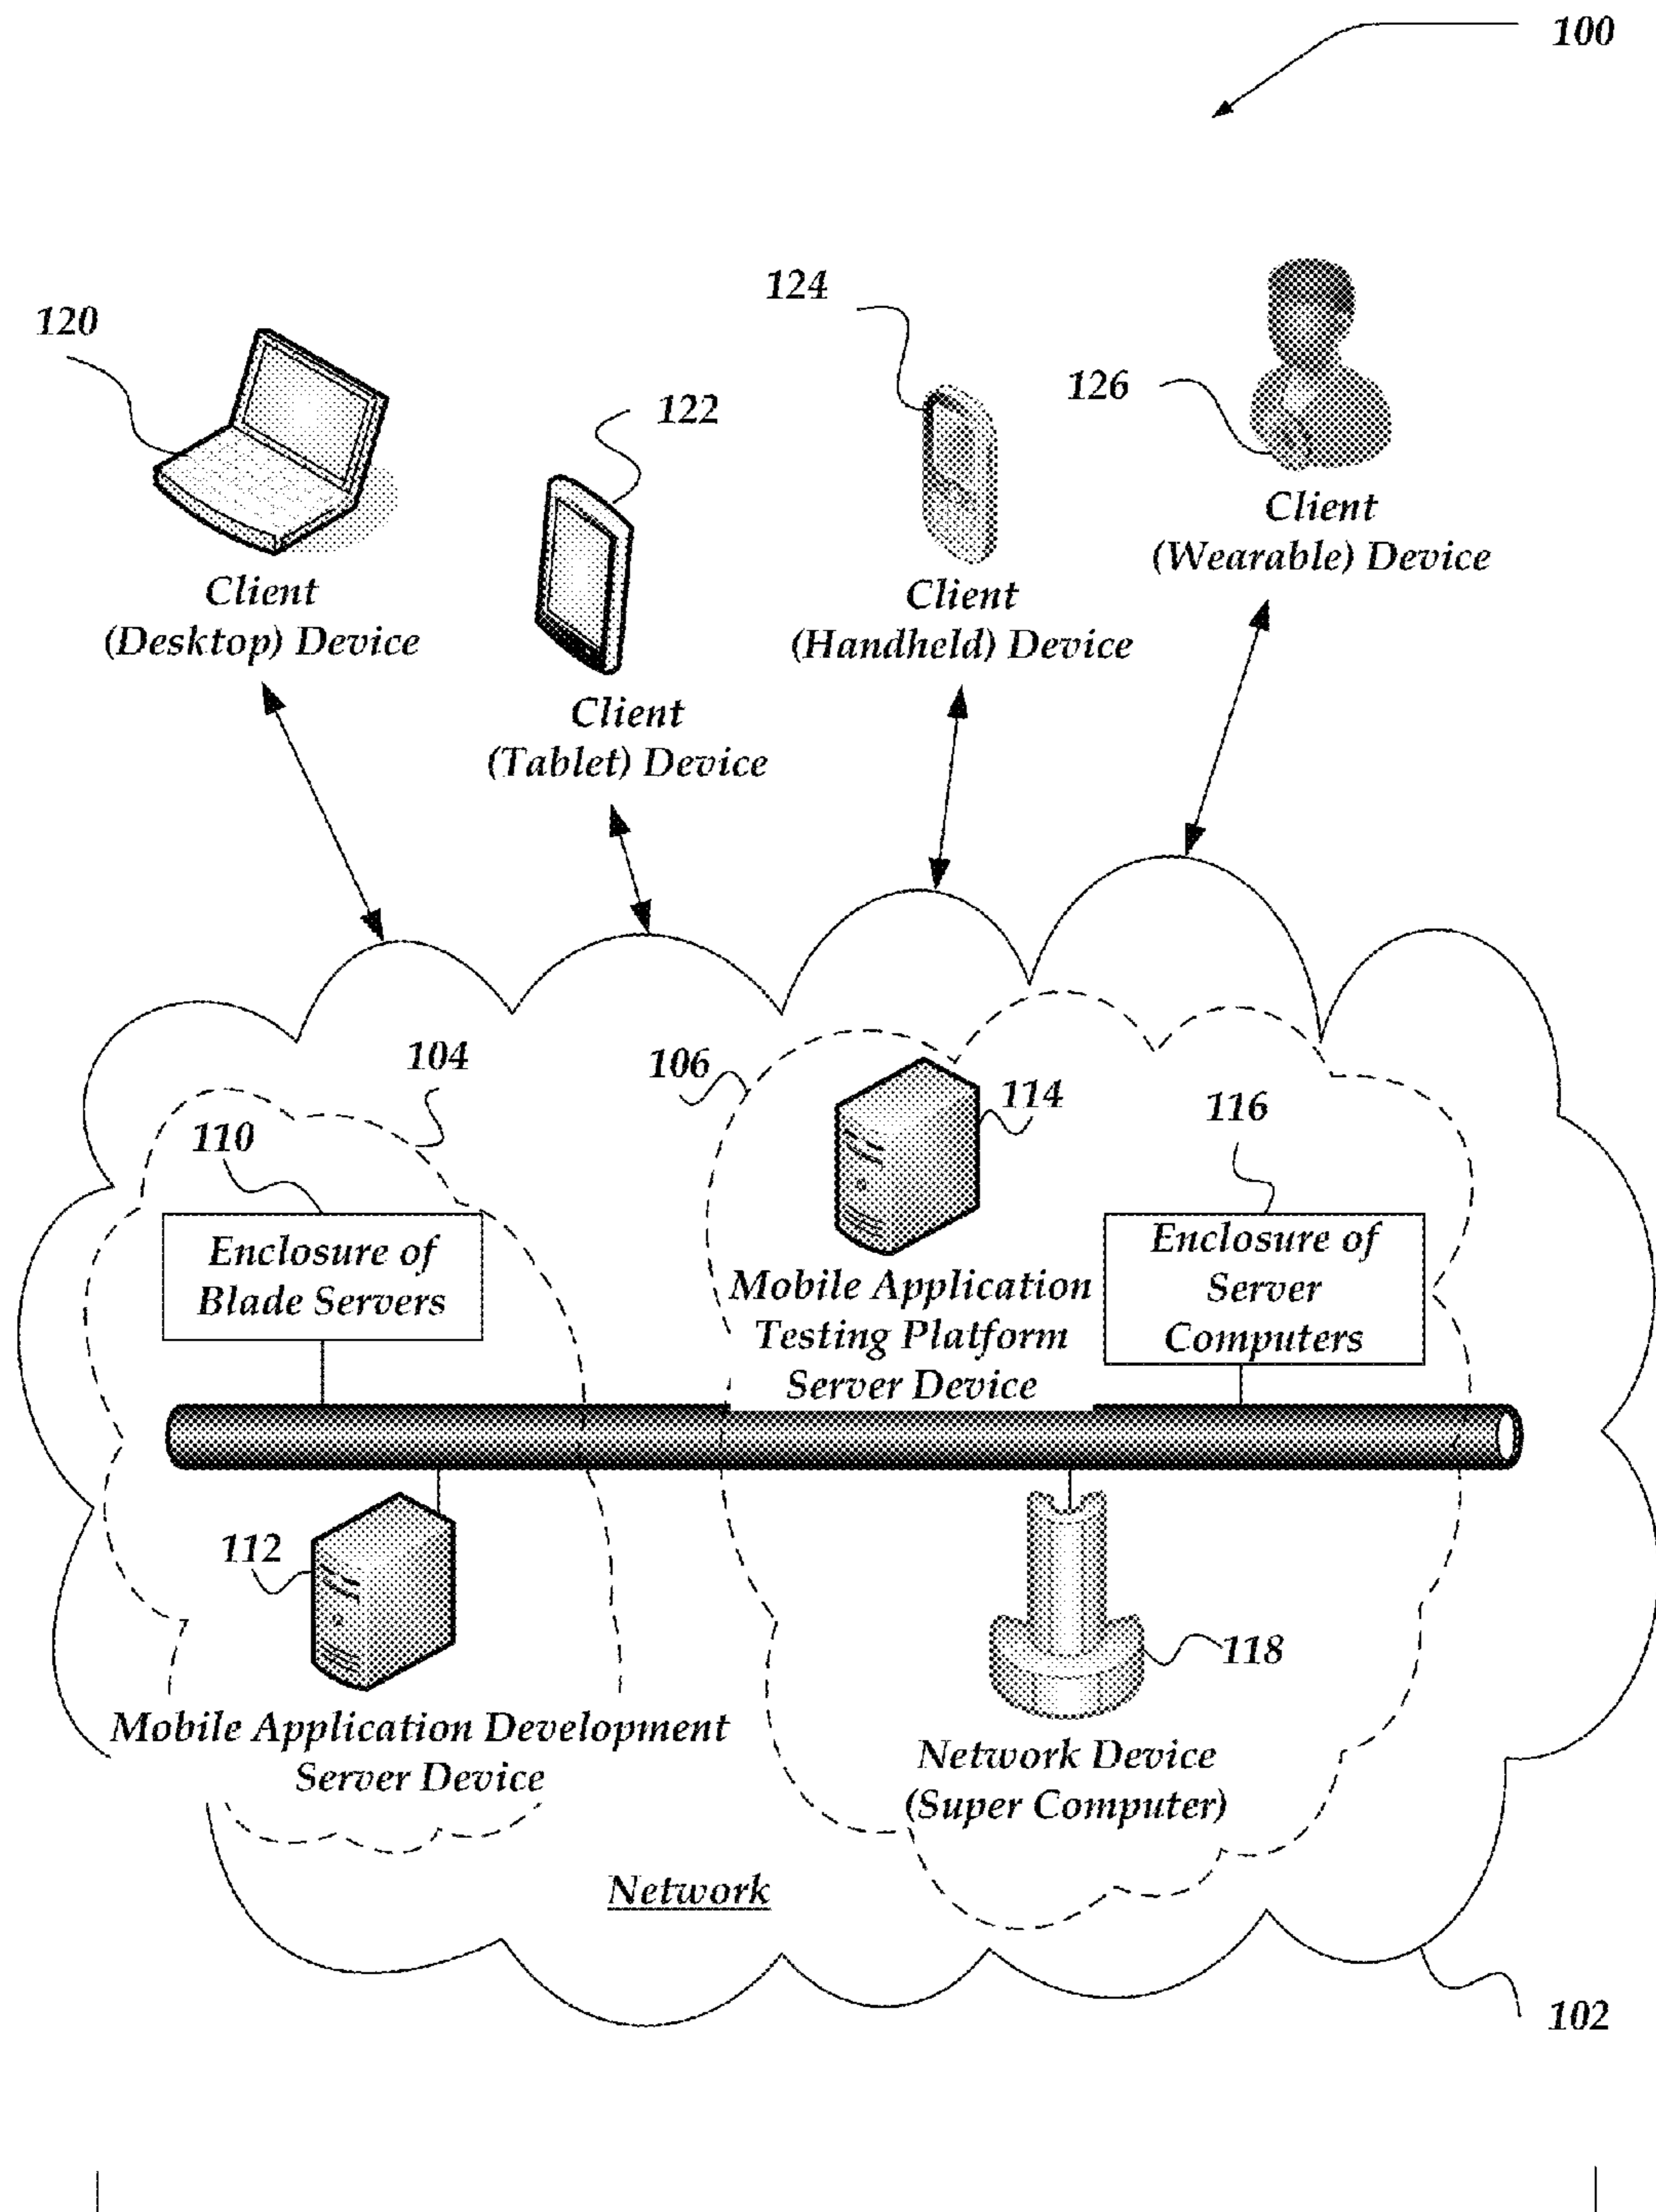 100
120
122
124
126
Client
(Desktop) Device
Client
(Tablet) Device
Client
(Handheld) Device
Client
(Wearable) Device
104
106
110
114
116
Enclosure of
Blade Servers
Mobile Application
Testing Platform
Server Device
Enclosure of
Server
Computers
112
Mobile Application Development
Server Device
118
Network Device
(Super Computer)
Network
102